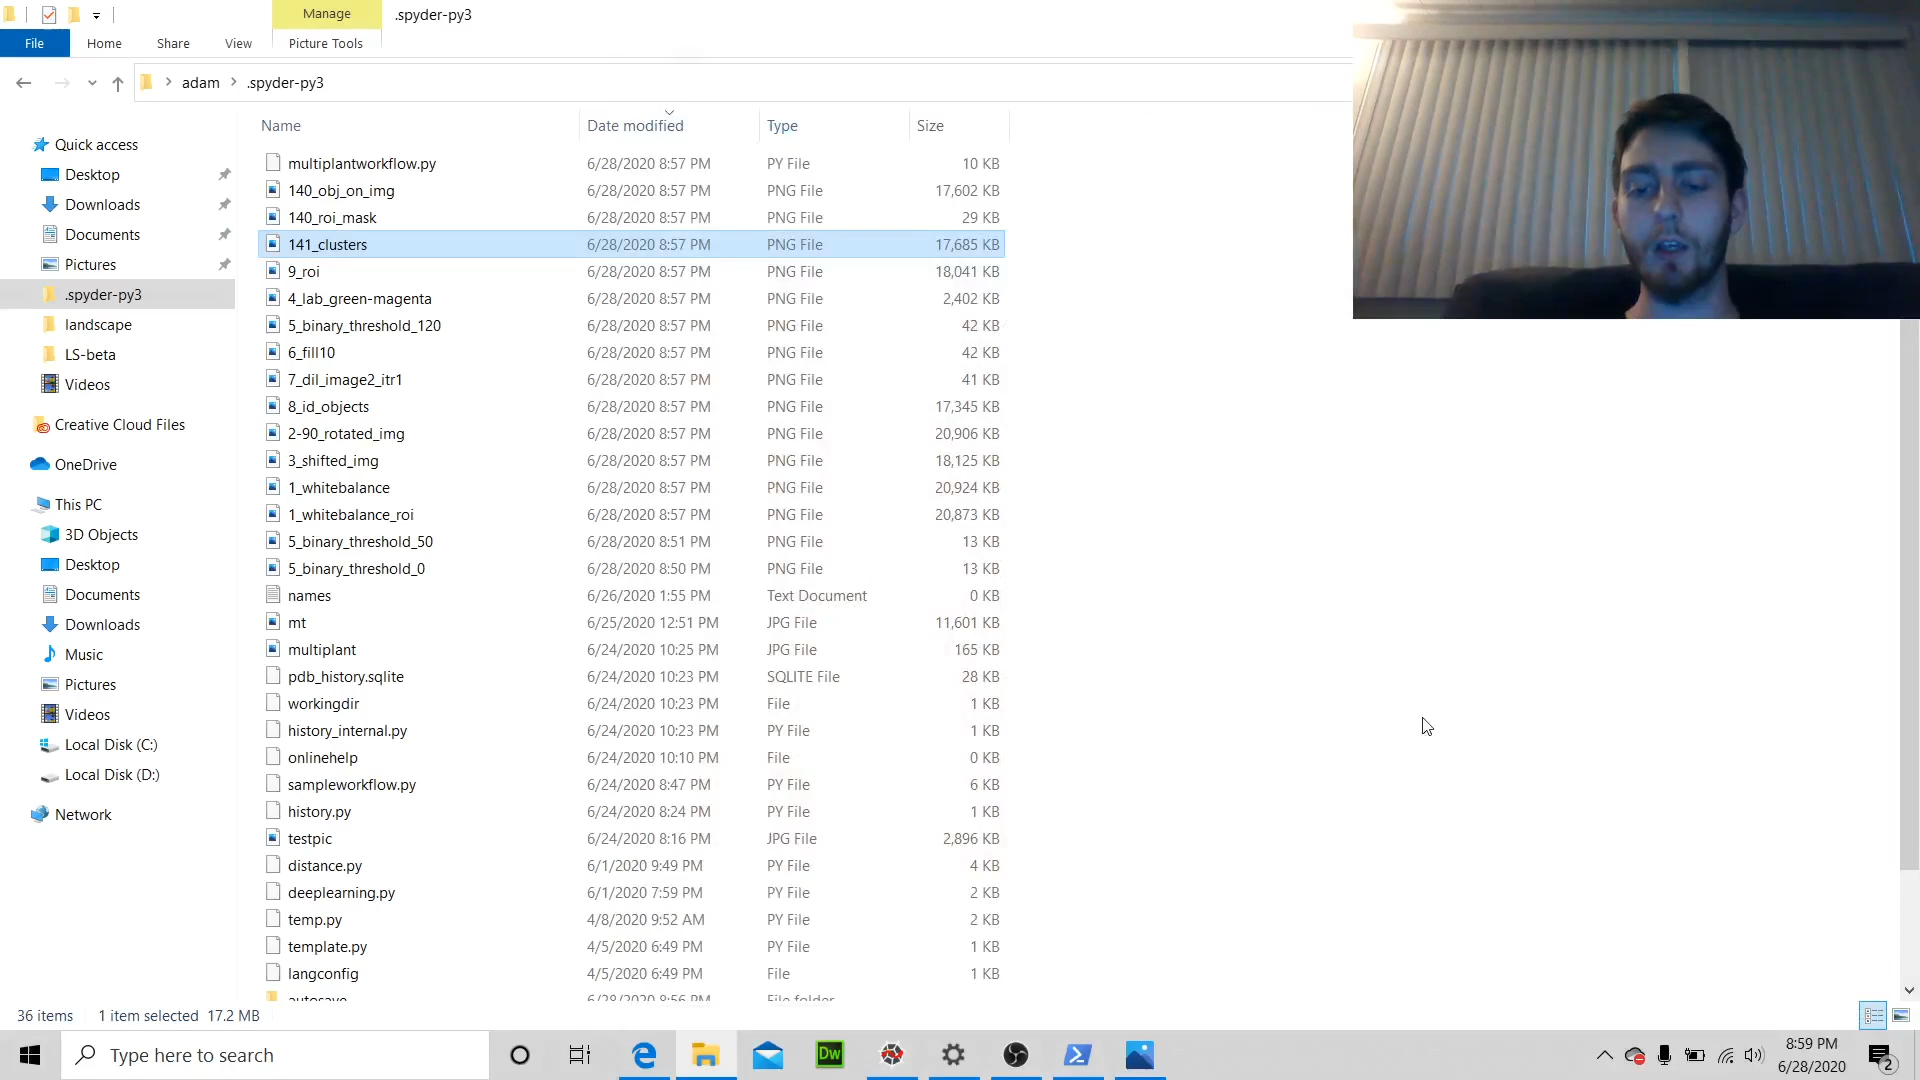 Manage
.spyder-py3
File
Home
Share
View
Picture Tools
adam
.spyder-py3
Name
Date modified
Type
Size
Quick access
Desktop
Downloads
Documents
Pictures
.spyder-py3
landscape
LS-beta
Videos
Creative Cloud Files
OneDrive
This PC
3D Objects
Desktop
Documents
Downloads
Music
Pictures
Videos
Local Disk (C:)
Local Disk (D:)
Network
multiplantworkflow.py 6/28/2020 8:57 PM PY File 10 KB
140_obj_on_img 6/28/2020 8:57 PM PNG File 17,602 KB
140_roi_mask 6/28/2020 8:57 PM PNG File 29 KB
141_clusters 6/28/2020 8:57 PM PNG File 17,685 KB
9_roi 6/28/2020 8:57 PM PNG File 18,041 KB
4_lab_green-magenta 6/28/2020 8:57 PM PNG File 2,402 KB
5_binary_threshold_120 6/28/2020 8:57 PM PNG File 42 KB
6_fill10 6/28/2020 8:57 PM PNG File 42 KB
7_dil_image2_itr1 6/28/2020 8:57 PM PNG File 41 KB
8_id_objects 6/28/2020 8:57 PM PNG File 17,345 KB
2-90_rotated_img 6/28/2020 8:57 PM PNG File 20,906 KB
3_shifted_img 6/28/2020 8:57 PM PNG File 18,125 KB
1_whitebalance 6/28/2020 8:57 PM PNG File 20,924 KB
1_whitebalance_roi 6/28/2020 8:57 PM PNG File 20,873 KB
5_binary_threshold_50 6/28/2020 8:51 PM PNG File 13 KB
5_binary_threshold_0 6/28/2020 8:50 PM PNG File 13 KB
names 6/26/2020 1:55 PM Text Document 0 KB
mt 6/25/2020 12:51 PM JPG File 11,601 KB
multiplant 6/24/2020 10:25 PM JPG File 165 KB
pdb_history.sqlite 6/24/2020 10:23 PM SQLITE File 28 KB
workingdir 6/24/2020 10:23 PM File 1 KB
history_internal.py 6/24/2020 10:23 PM PY File 1 KB
onlinehelp 6/24/2020 10:10 PM File 0 KB
sampleworkflow.py 6/24/2020 8:47 PM PY File 6 KB
history.py 6/24/2020 8:24 PM PY File 1 KB
testpic 6/24/2020 8:16 PM JPG File 2,896 KB
distance.py 6/1/2020 9:49 PM PY File 4 KB
deeplearning.py 6/1/2020 7:59 PM PY File 2 KB
temp.py 4/8/2020 9:52 AM PY File 2 KB
template.py 4/5/2020 6:49 PM PY File 1 KB
langconfig 4/5/2020 6:49 PM File 1 KB
autosave 6/28/2020 8:56 PM File folder
36 items 1 item selected 17.2 MB
Type here to search
Dw
8:59 PM
6/28/2020
2